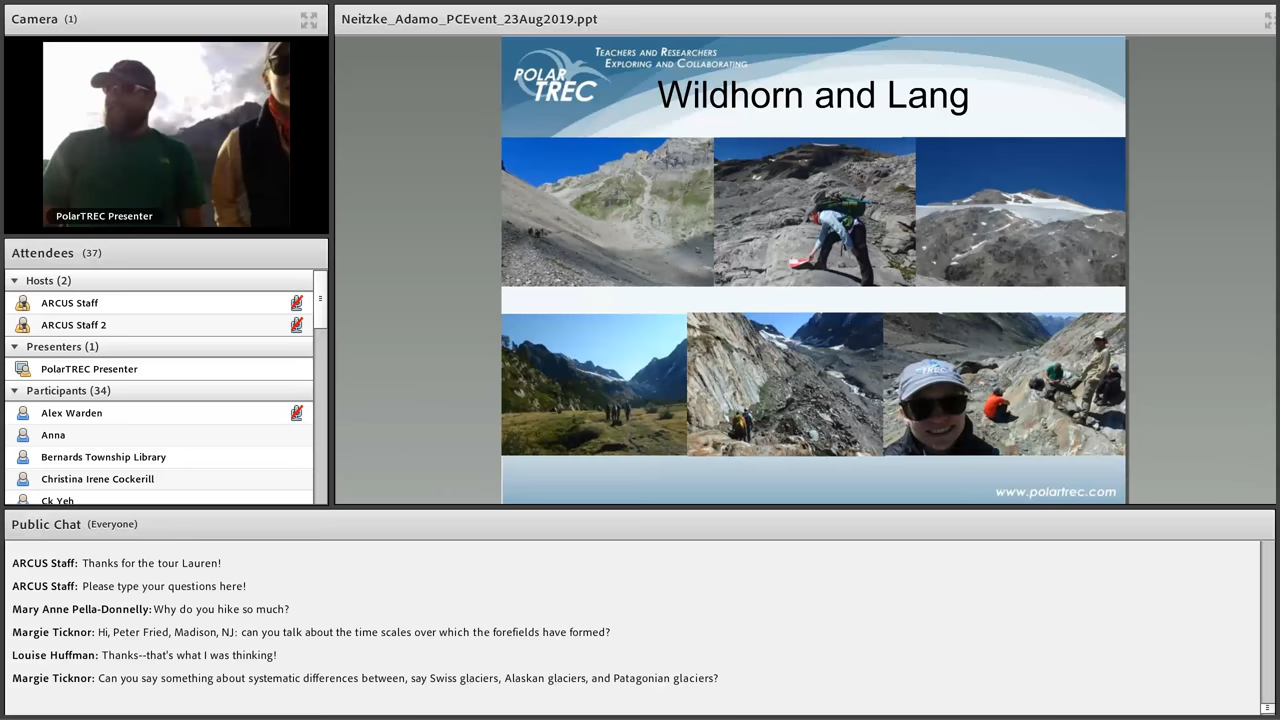 Camera (1)
PolarTREC Presenter
Attendees (37)
Hosts (2)
ARCUS Staff
ARCUS Staff 2
Presenters (1)
PolarTREC Presenter
Participants (34)
Alex Warden
Anna
Bernards Township Library
Christina Irene Cockerill
Ck Yeh
Neitzke_Adamo_PCEvent_23Aug2019.ppt
TEACHERS AND RESEARCHERS
EXPLORING AND COLLABORATING
POLAR
TREC
Wildhorn and Lang
TREC
www.polartrec.com
Public Chat (Everyone)
ARCUS Staff: Thanks for the tour Lauren!
ARCUS Staff: Please type your questions here!
Mary Anne Pella-Donnelly: Why do you hike so much?
Margie Ticknor: Hi, Peter Fried, Madison, NJ: can you talk about the time scales over which the forefields have formed?
Louise Huffman: Thanks--that's what I was thinking!
Margie Ticknor: Can you say something about systematic differences between, say Swiss glaciers, Alaskan glaciers, and Patagonian glaciers?